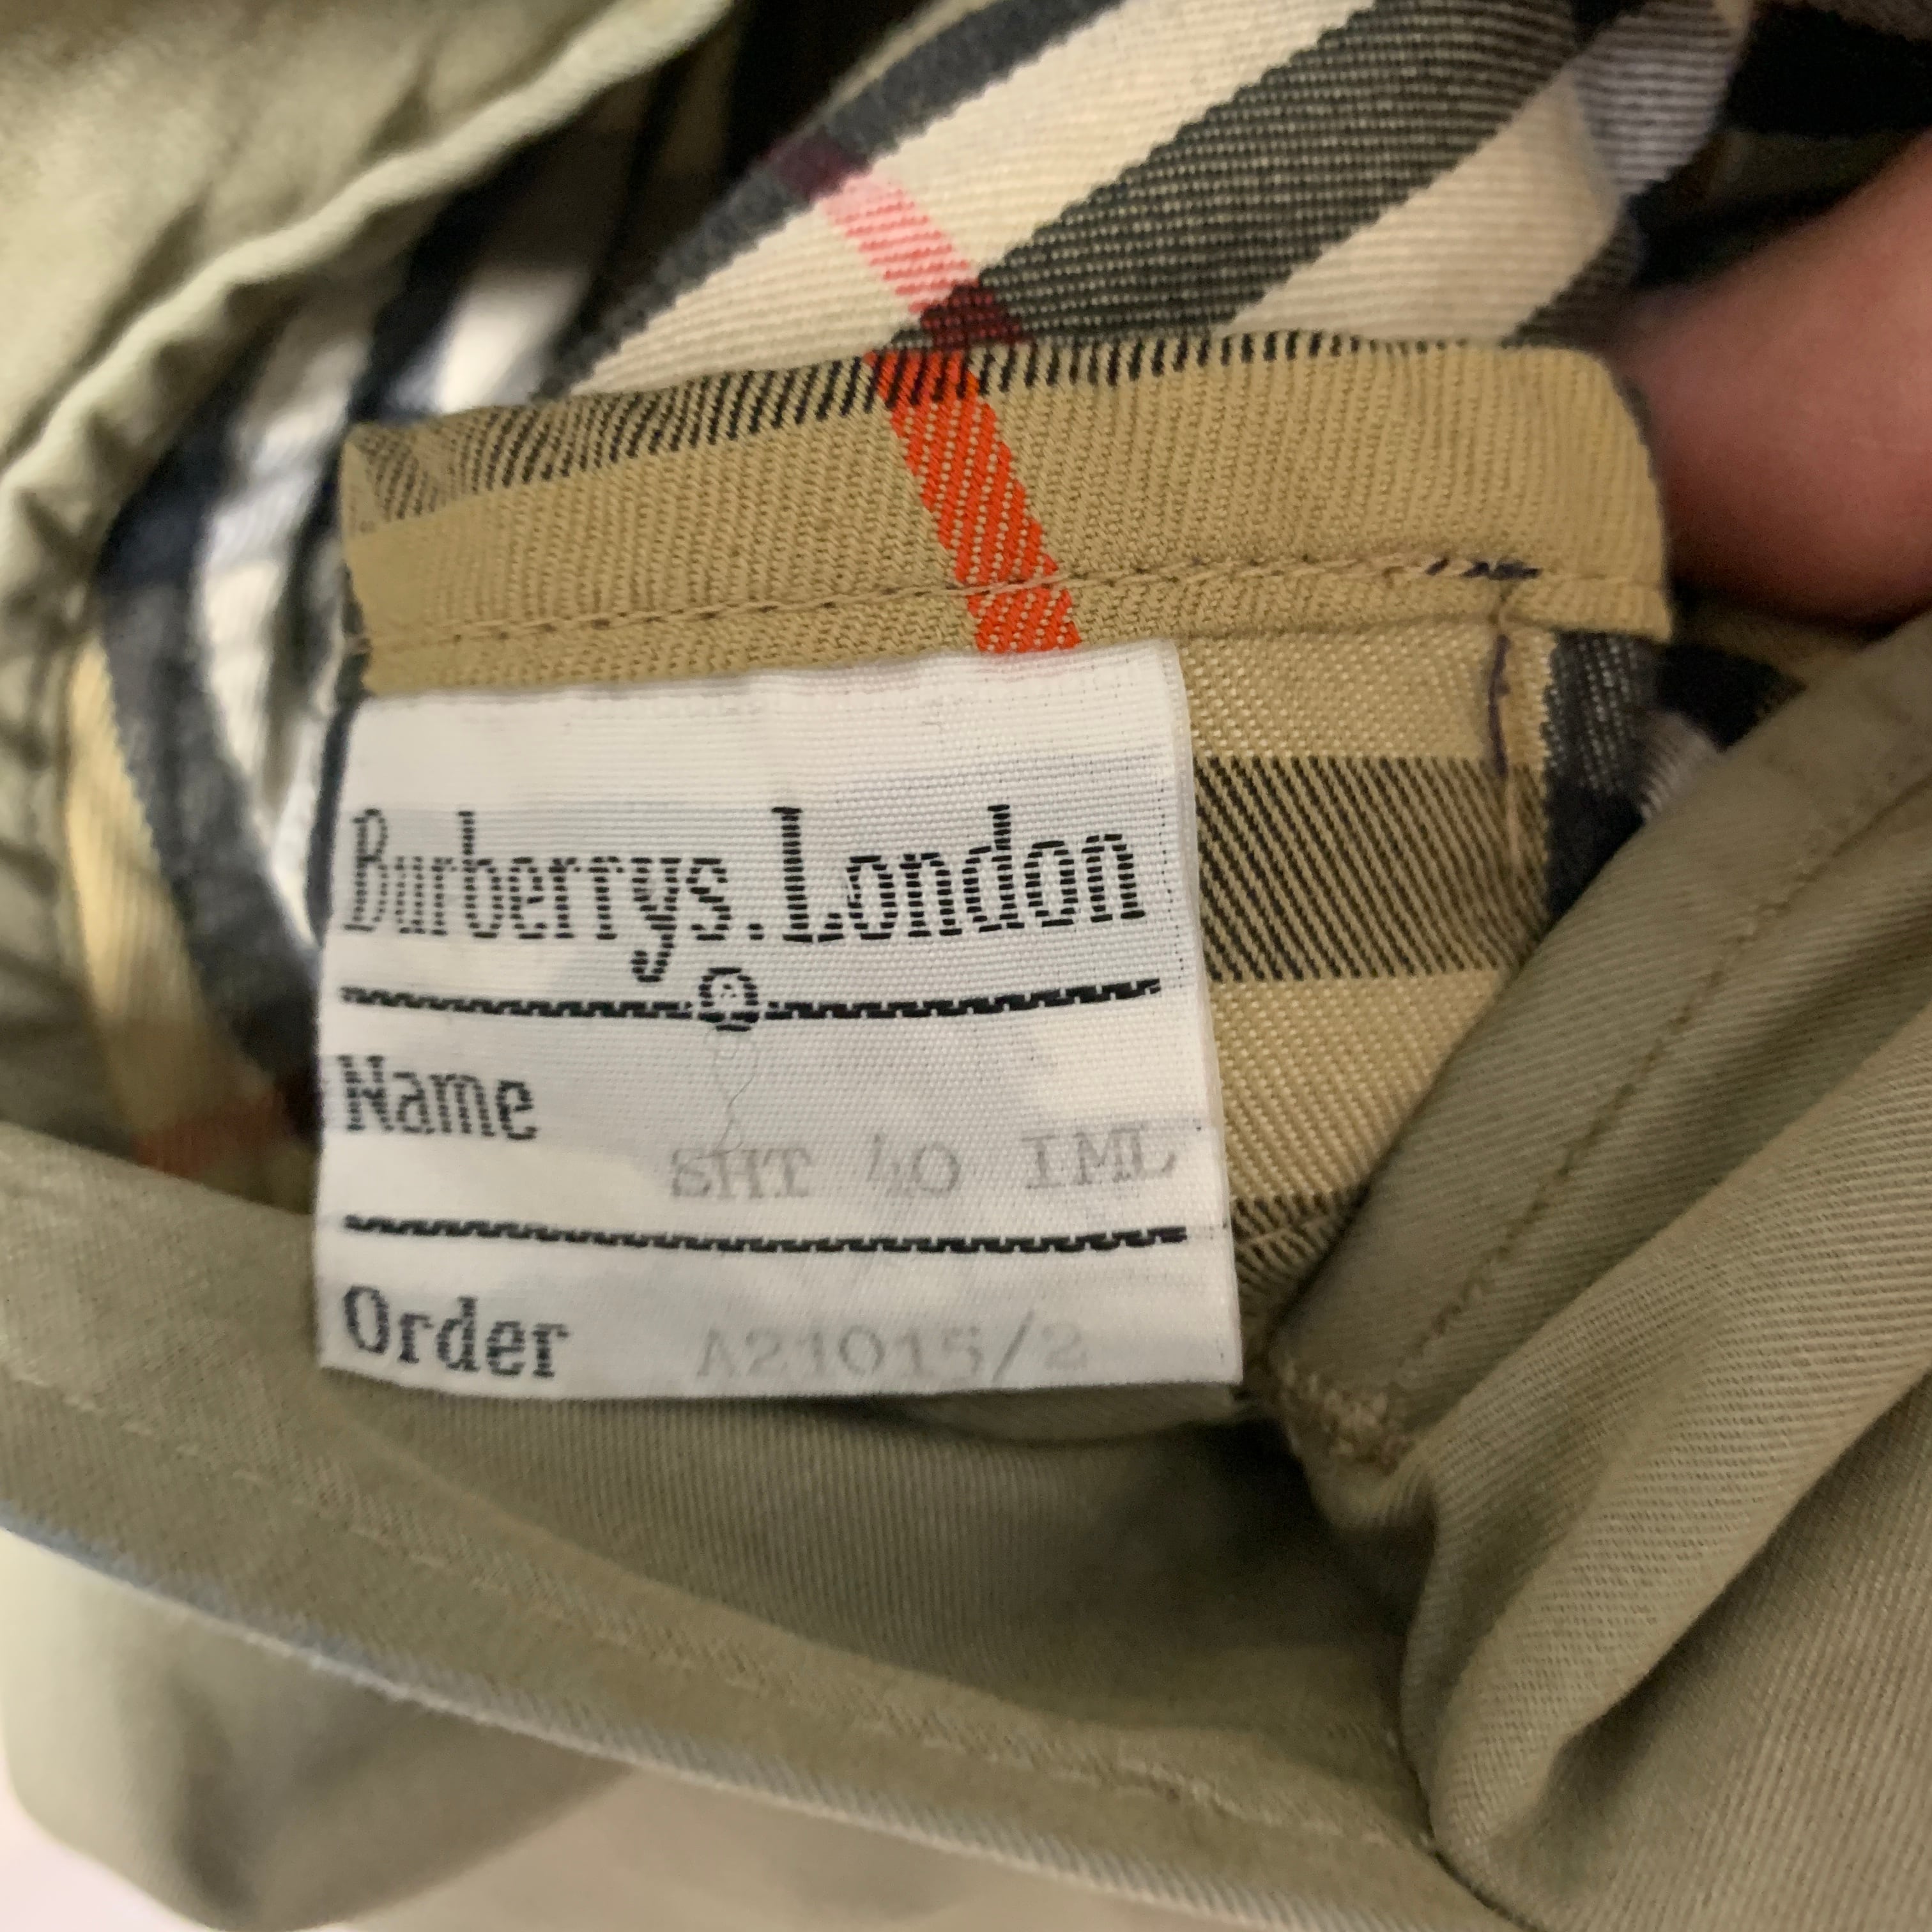 Burberrys. London
Name
SHT 40 IML
Order A21015/2